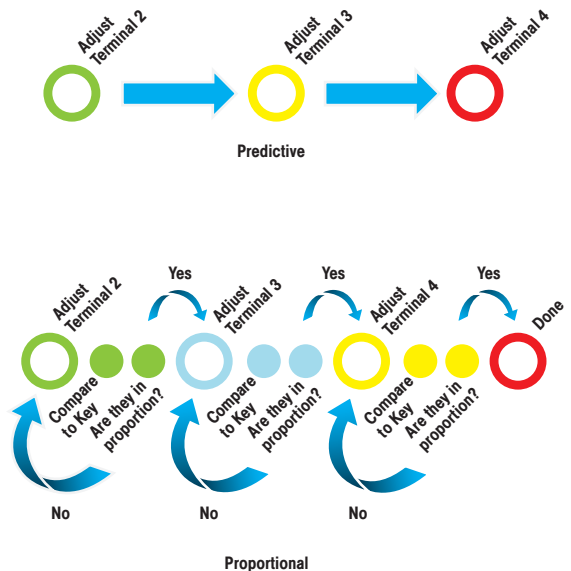 Adjust
Terminal 2
Adjust
Terminal 3
Adjust
Terminal 4
Predictive
Yes
Yes
Yes
Adjust
Terminal 2
Adjust
Terminal 3
Adjust
Terminal 4
Done
Compare
to Key
Are they in
proportion?
Compare
to Key
Are they in
proportion?
Compare
to Key
Are they in
proportion?
No
No
No
Proportional